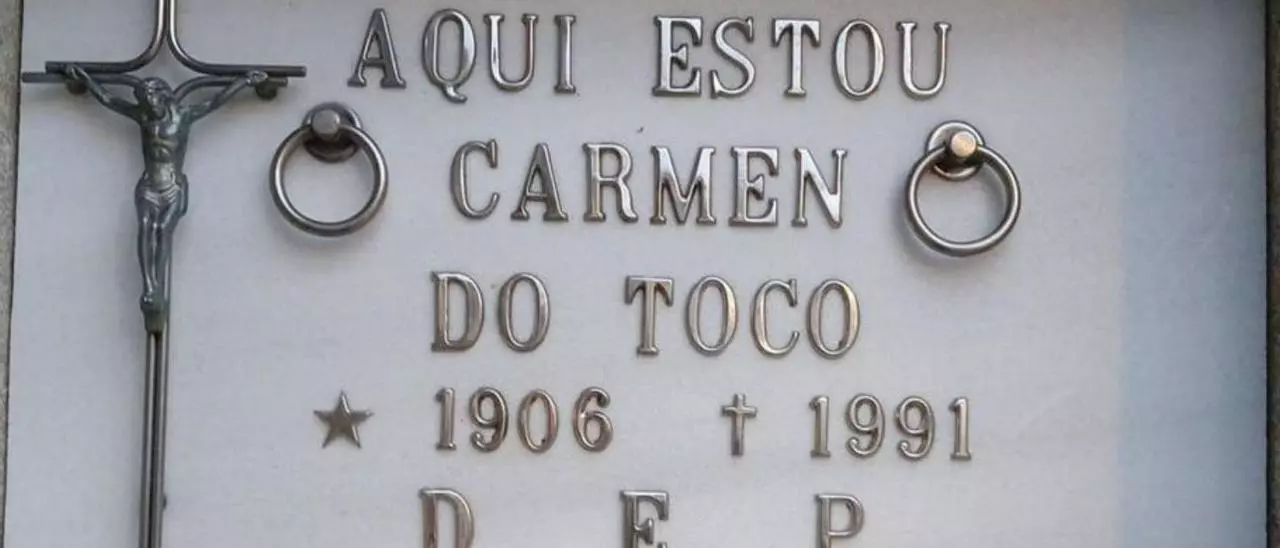 AQUI ESTOU
CARMEN
DO TOCO
★ 1906 ✝ 1991
D E P